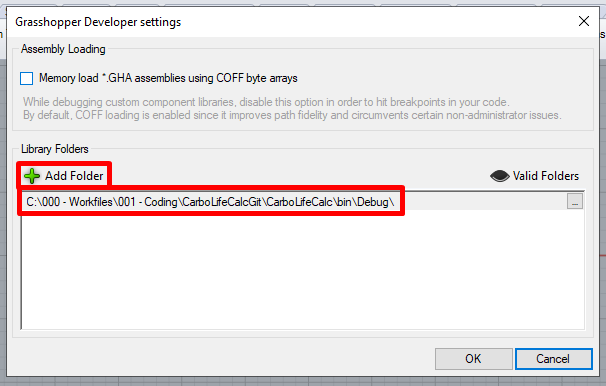 Grasshopper Developer settings
Assembly Loading
Memory load *.GHA assemblies using COFF byte arrays
While debugging custom component libraries, disable this option in order to hit breakpoints in your code.
By default, COFF loading is enabled since it improves path fidelity and circumvents certain non-administrator issues.
Library Folders
Add Folder
Valid Folders
C:\000 - Workfiles\001 - Coding\CarboLifeCalcGit\CarboLifeCalc\bin\Debug\
...
OK
Cancel